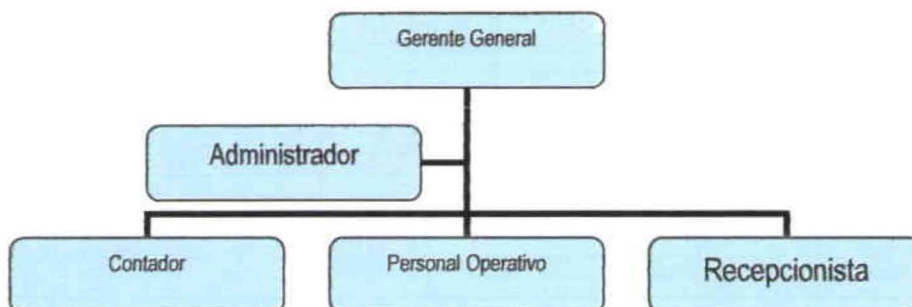 Gerente General
Administrador
Contador
Personal Operativo
Recepcionista